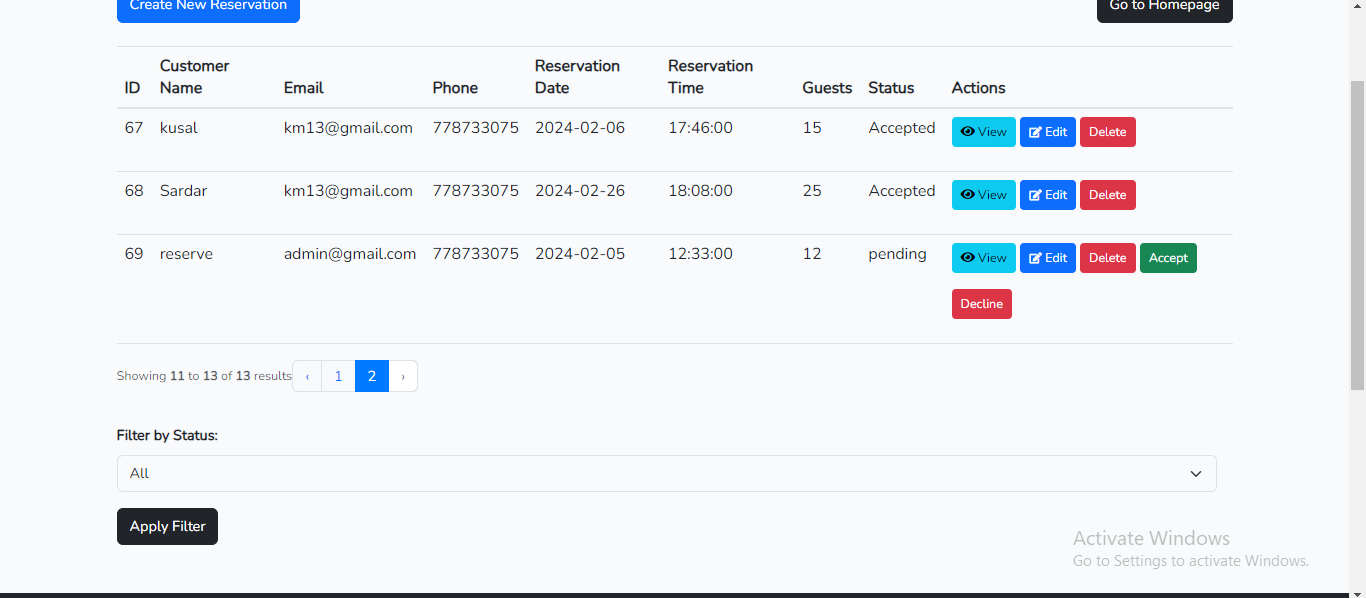 Create New Reservation
Go to Homepage
ID Customer Name Email Phone Reservation Date Reservation Time Guests Status Actions
67 kusal km13@gmail.com 778733075 2024-02-06 17:46:00 15 Accepted View Edit Delete
68 Sardar km13@gmail.com 778733075 2024-02-26 18:08:00 25 Accepted View Edit Delete
69 reserve admin@gmail.com 778733075 2024-02-05 12:33:00 12 pending View Edit Delete Accept
Decline
Showing 11 to 13 of 13 results ‹ 1 2 ›
Filter by Status:
All
Apply Filter
Activate Windows
Go to Settings to activate Windows.